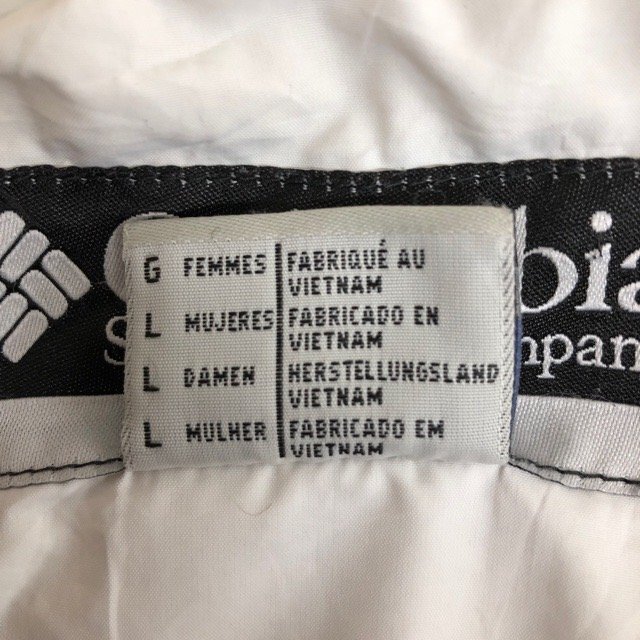 G FEMMES FABRIQUÉ AU
VIETNAM
L MUJERES FABRICADO EN
VIETNAM
L DAMEN HERSTELLUNGSLAND
VIETNAM
L MULHER FABRICADO EM
VIETNAM